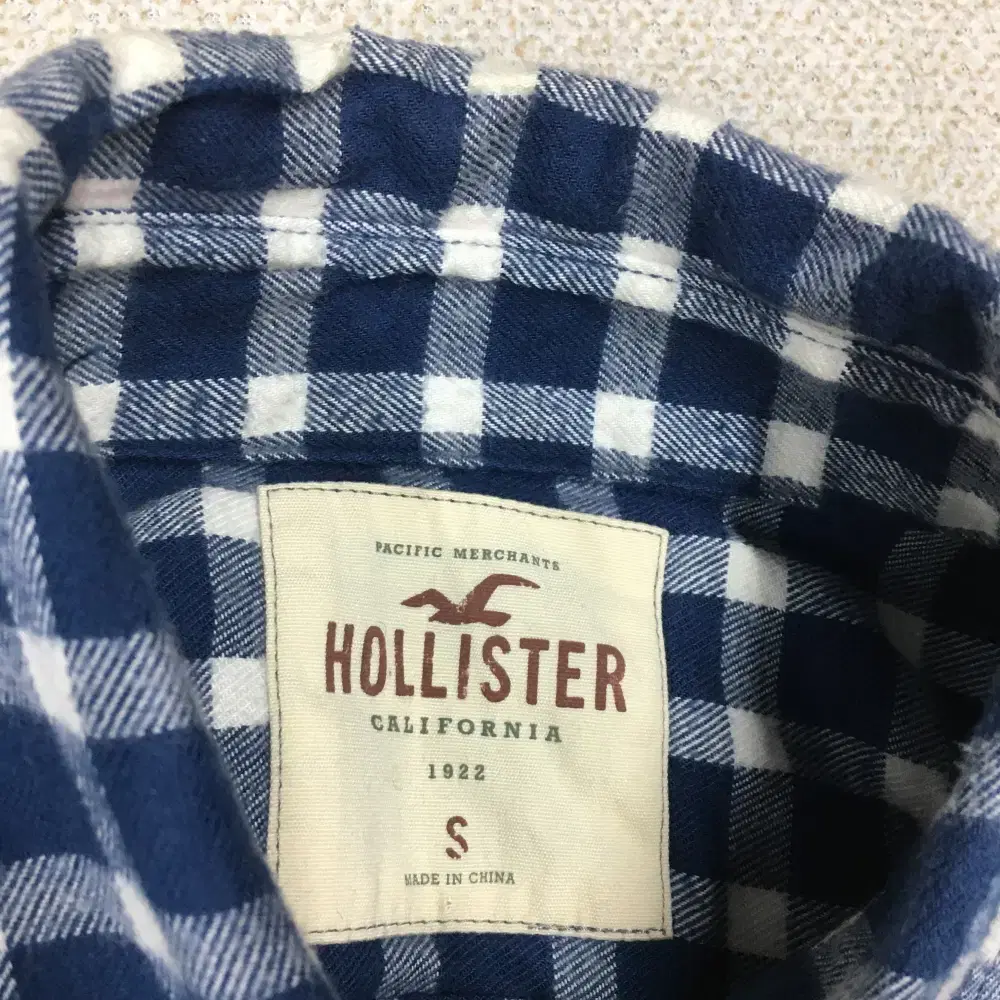 PACIFIC MERCHANTS
HOLLISTER
CALIFORNIA
1922
S
MADE IN CHINA